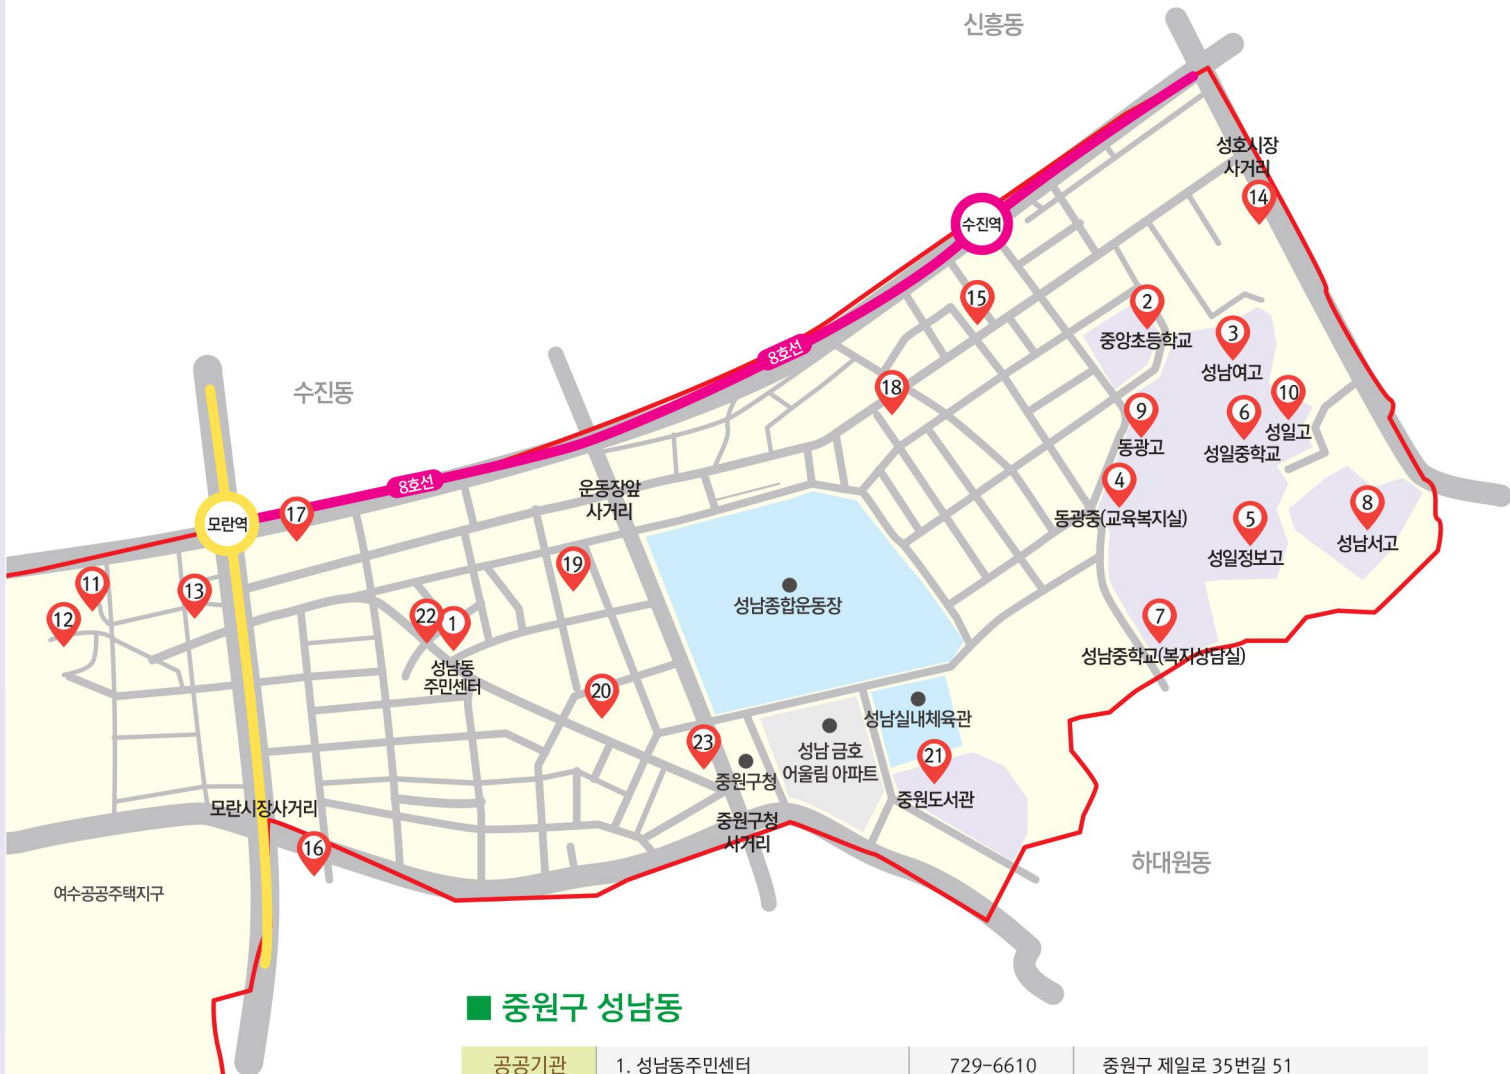 신흥동
성호시장
사거리
14
수진역
15
2
중앙초등학교
3
성남여고
8호선
수진동
18
10
성일고
9
동광고
6
성일중학교
4
동광중(교육복지실)
8호선
운동장앞
사거리
모란역
17
5
성일정보고
8
성남서고
11
13
12
19
성남종합운동장
22
1
성남동
주민센터
7
성남중학교(복지상담실)
20
성남실내체육관
23
중원구청
성남 금호
어울림 아파트
21
중원도서관
모란시장사거리
중원구청
사거리
16
하대원동
여수공공주택지구
■ 중원구 성남동
공공기관 1. 성남동주민센터 729-6610 중원구 제일로 35번길 51